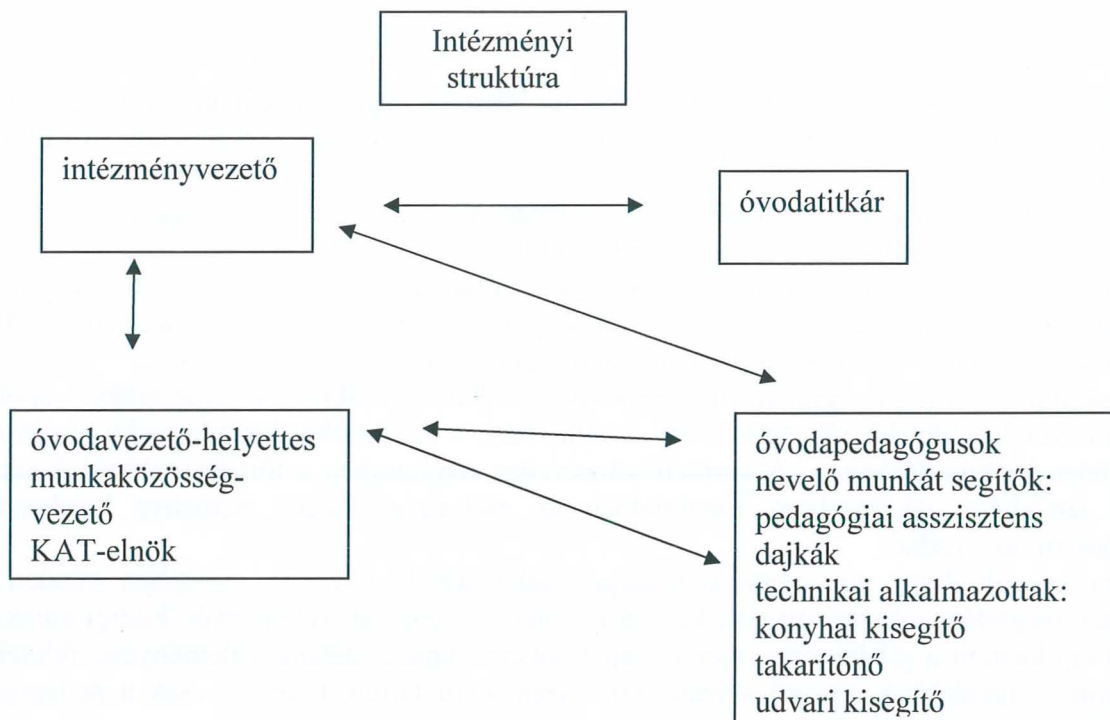 Intézményi
struktúra
intézményvezető
óvodatitkár
óvodavezető-helyettes
munkaközösség-
vezető
KAT-elnök
óvodapedagógusok
nevelő munkát segítők:
pedagógiai asszisztens
dajkák
technikai alkalmazottak:
konyhai kisegítő
takarítónő
udvari kisegítő